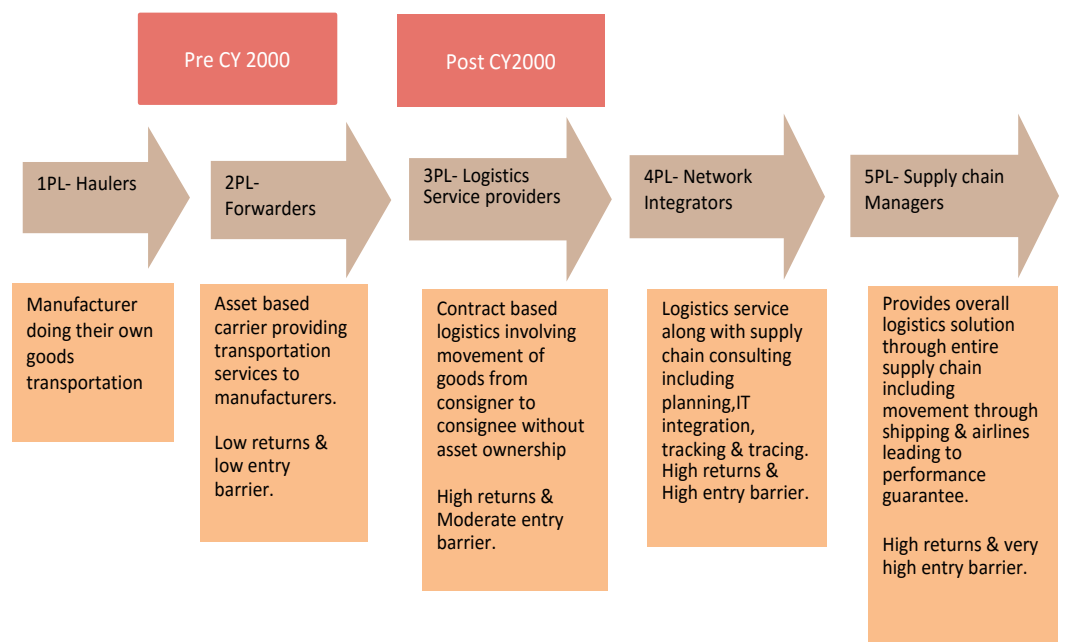 Pre CY 2000
Post CY2000
1PL- Haulers
2PL-
Forwarders
3PL- Logistics
Service providers
4PL- Network
Integrators
5PL- Supply chain
Managers
Manufacturer
doing their own
goods
transportation
Asset based
carrier providing
transportation
services to
manufacturers.
Low returns &
low entry
barrier.
Contract based
logistics involving
movement of
goods from
consigner to
consignee without
asset ownership
High returns &
Moderate entry
barrier.
Logistics service
along with supply
chain consulting
including
planning,IT
integration,
tracking & tracing.
High returns &
High entry barrier.
Provides overall
logistics solution
through entire
supply chain
including
movement through
shipping & airlines
leading to
performance
guarantee.
High returns & very
high entry barrier.